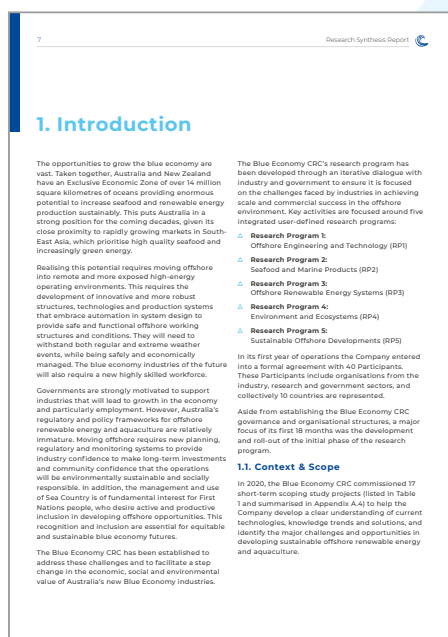 7
Research Synthesis Report
1. Introduction
The opportunities to grow the blue economy are
vast. Taken together, Australia and New Zealand
have an Exclusive Economic Zone of over 14 million
square kilometres of oceans providing enormous
potential to increase seafood and renewable energy
production sustainably. This puts Australia in a
strong position for the coming decades, given its
close proximity to rapidly growing markets in South-
East Asia, which prioritise high quality seafood and
increasingly green energy.
Realising this potential requires moving offshore
into remote and more exposed high-energy
operating environments. This requires the
development of innovative and more robust
structures, technologies and production systems
that embrace automation in system design to
provide safe and functional offshore working
structures and conditions. They will need to
withstand both regular and extreme weather
events, while being safely and economically
managed. The blue economy industries of the future
will also require a new highly skilled workforce.
Governments are strongly motivated to support
industries that will lead to growth in the economy
and particularly employment. However, Australia's
regulatory and policy frameworks for offshore
renewable energy and aquaculture are relatively
immature. Moving offshore requires new planning,
regulatory and monitoring systems to provide
industry confidence to make long-term investments
and community confidence that the operations
will be environmentally sustainable and socially
responsible. In addition, the management and use
of Sea Country is of fundamental interest for First
Nations people, who desire active and productive
inclusion in developing offshore opportunities. This
recognition and inclusion are essential for equitable
and sustainable blue economy futures.
The Blue Economy CRC has been established to
address these challenges and to facilitate a step
change in the economic, social and environmental
value of Australia's new Blue Economy industries.
The Blue Economy CRC's research program has
been developed through an iterative dialogue with
industry and government to ensure it is focused
on the challenges faced by industries in achieving
scale and commercial success in the offshore
environment. Key activities are focused around five
integrated user-defined research programs:
Research Program 1:
Offshore Engineering and Technology (RP1)
Research Program 2:
Seafood and Marine Products (RP2)
Research Program 3:
Offshore Renewable Energy Systems (RP3)
Research Program 4:
Environment and Ecosystems (RP4)
Research Program 5:
Sustainable Offshore Developments (RP5)
In its first year of operations the Company entered
into a formal agreement with 40 Participants.
These Participants include organisations from the
industry, research and government sectors, and
collectively 10 countries are represented.
Aside from establishing the Blue Economy CRC
governance and organisational structures, a major
focus of its first 18 months was the development
and roll-out of the initial phase of the research
program.
1.1. Context & Scope
In 2020, the Blue Economy CRC commissioned 17
short-term scoping study projects (listed in Table
1 and summarised in Appendix A.4) to help the
Company develop a clear understanding of current
technologies, knowledge trends and solutions, and
identify the major challenges and opportunities in
developing sustainable offshore renewable energy
and aquaculture.